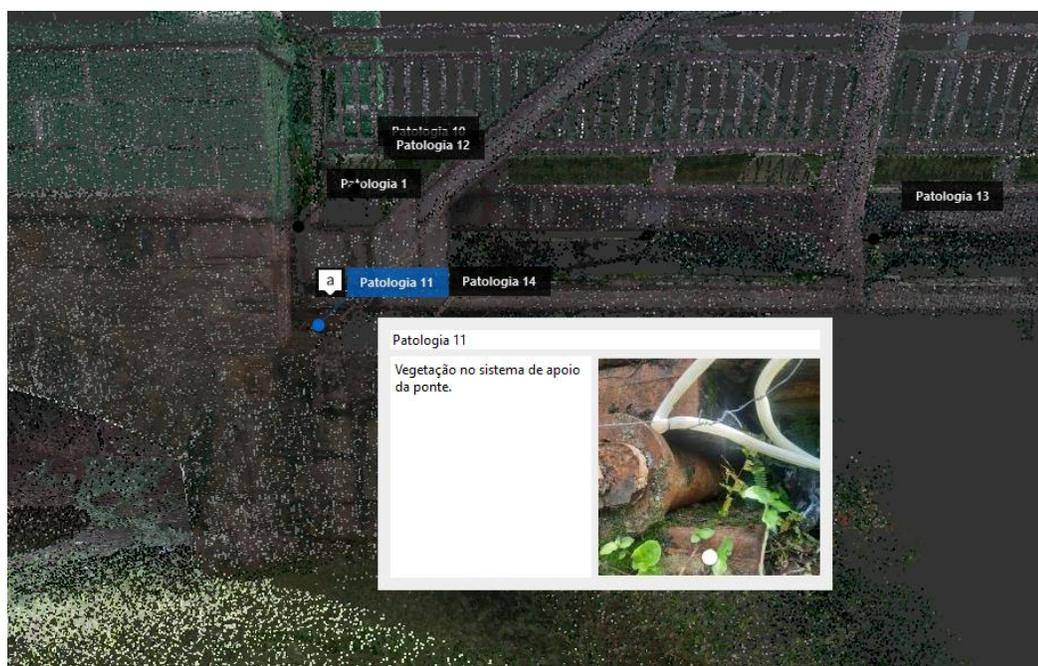 Patologia 10
Patologia 12
Patologia 1
Patologia 13
a
Patologia 11
Patologia 14
Patologia 11
Vegetação no sistema de apoio
da ponte.